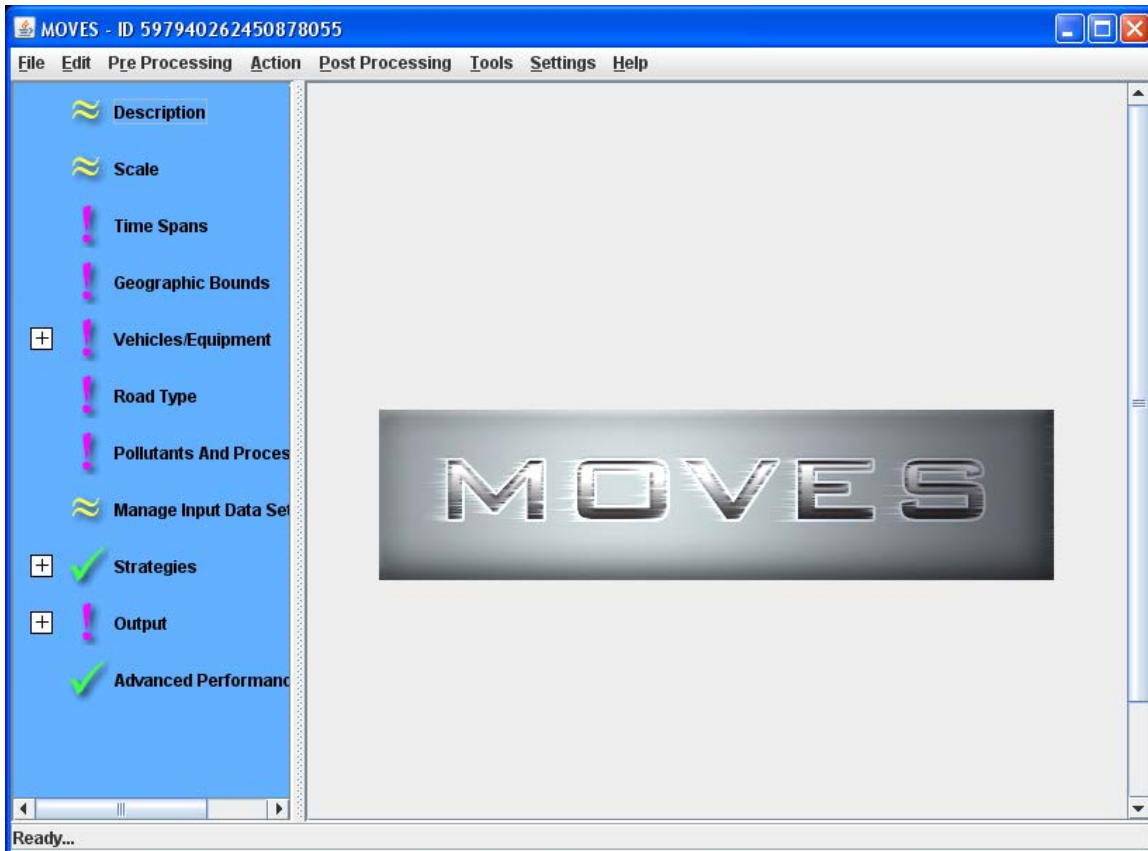 MOVES - ID 597940262450878055
File Edit Pre Processing Action Post Processing Tools Settings Help
Description
Scale
Time Spans
Geographic Bounds
Vehicles/Equipment
Road Type
Pollutants And Proces
Manage Input Data Set
Strategies
Output
Advanced Performanc
MOVES
Ready...